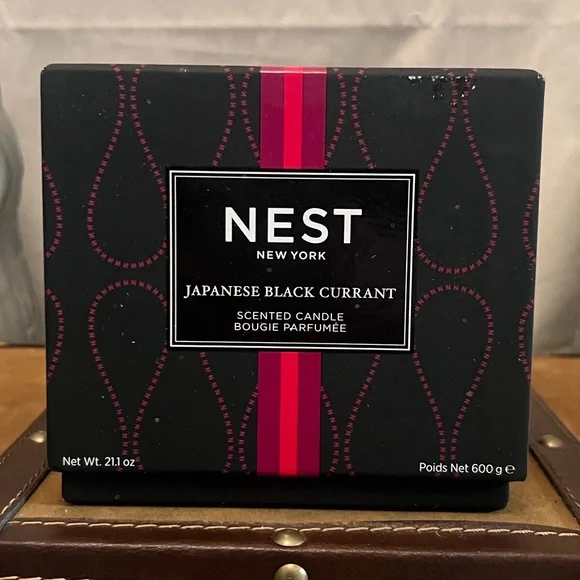 NEST
NEW YORK
JAPANESE BLACK CURRANT
SCENTED CANDLE
BOUGIE PARFUMÉE
Net Wt. 21.1 oz
Poids Net 600 g ℮